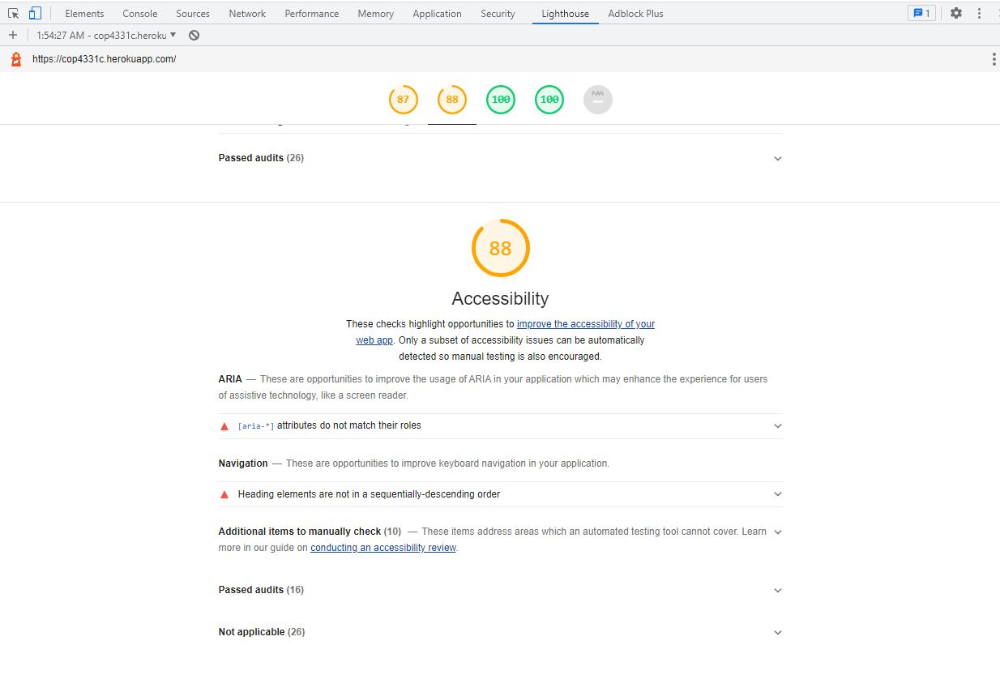 Elements Console Sources Network Performance Memory Application Security Lighthouse Adblock Plus 1
1:54:27 AM - cop4331c.heroku
https://cop4331c.herokuapp.com/
87 88 100 100 PWA
Passed audits (26)
88
Accessibility
These checks highlight opportunities to improve the accessibility of your
web app. Only a subset of accessibility issues can be automatically
detected so manual testing is also encouraged.
ARIA — These are opportunities to improve the usage of ARIA in your application which may enhance the experience for users
of assistive technology, like a screen reader.
[aria-*] attributes do not match their roles
Navigation — These are opportunities to improve keyboard navigation in your application.
Heading elements are not in a sequentially-descending order
Additional items to manually check (10) — These items address areas which an automated testing tool cannot cover. Learn
more in our guide on conducting an accessibility review.
Passed audits (16)
Not applicable (26)